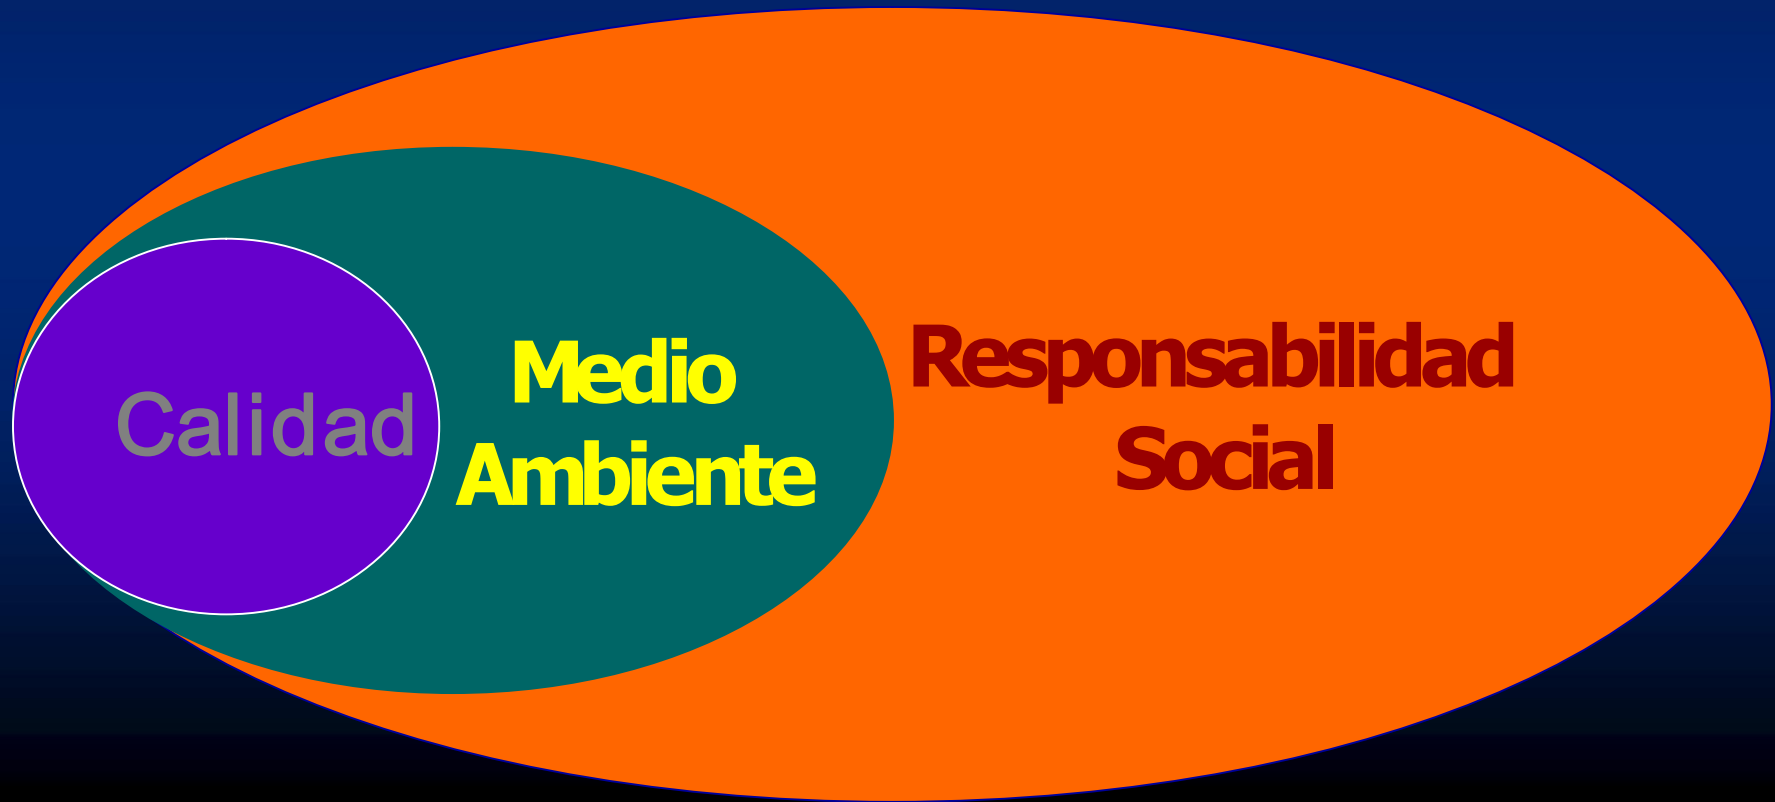 Calidad
Medio
Ambiente
Responsabilidad
Social